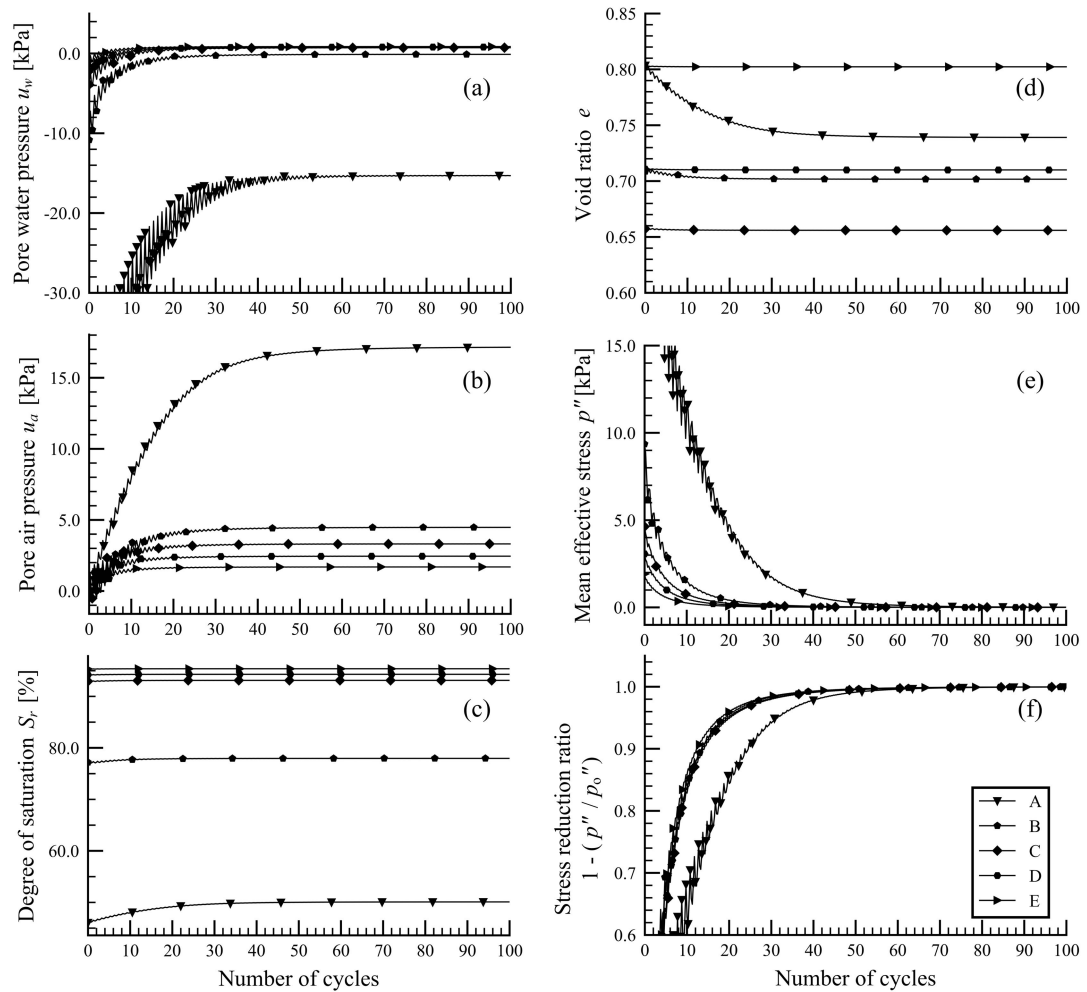 Pore water pressure u_w [kPa]
0.0
-10.0
-20.0
-30.0
(a)
0 10 20 30 40 50 60 70 80 90 100
Void ratio e
0.85
0.80
0.75
0.70
0.65
0.60
(d)
0 10 20 30 40 50 60 70 80 90 100
Pore air pressure u_a [kPa]
15.0
10.0
5.0
0.0
(b)
0 10 20 30 40 50 60 70 80 90 100
Mean effective stress p″ [kPa]
15.0
10.0
5.0
0.0
(e)
0 10 20 30 40 50 60 70 80 90 100
Degree of saturation S_r [%]
80.0
60.0
(c)
0 10 20 30 40 50 60 70 80 90 100
Number of cycles
Stress reduction ratio
1 - ( p″ / p_o″ )
1.0
0.9
0.8
0.7
0.6
(f)
A
B
C
D
E
0 10 20 30 40 50 60 70 80 90 100
Number of cycles